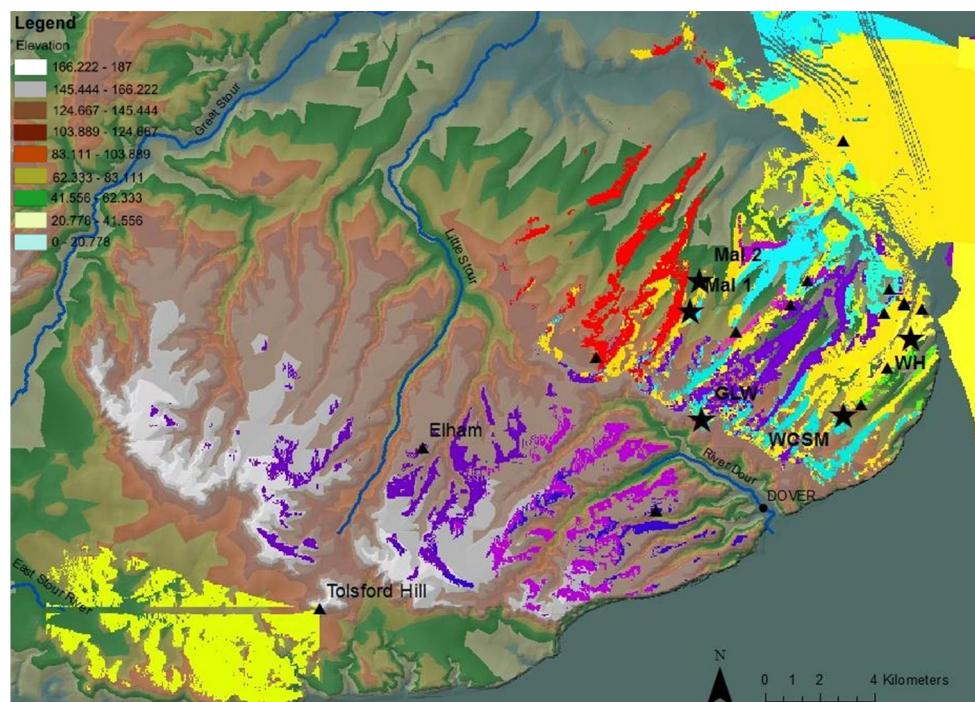 Legend
Elevation
166.222 - 187
145.444 - 166.222
124.667 - 145.444
103.889 - 124.667
83.111 - 103.889
62.333 - 83.111
41.556 - 62.333
20.778 - 41.556
0 - 20.778
Great Stour
Little Stour
Mal 2
Mal 1
WH
GLW
WCSM
Elham
River Dour
DOVER
East Stour River
Tolsford Hill
N
0 1 2 4 Kilometers